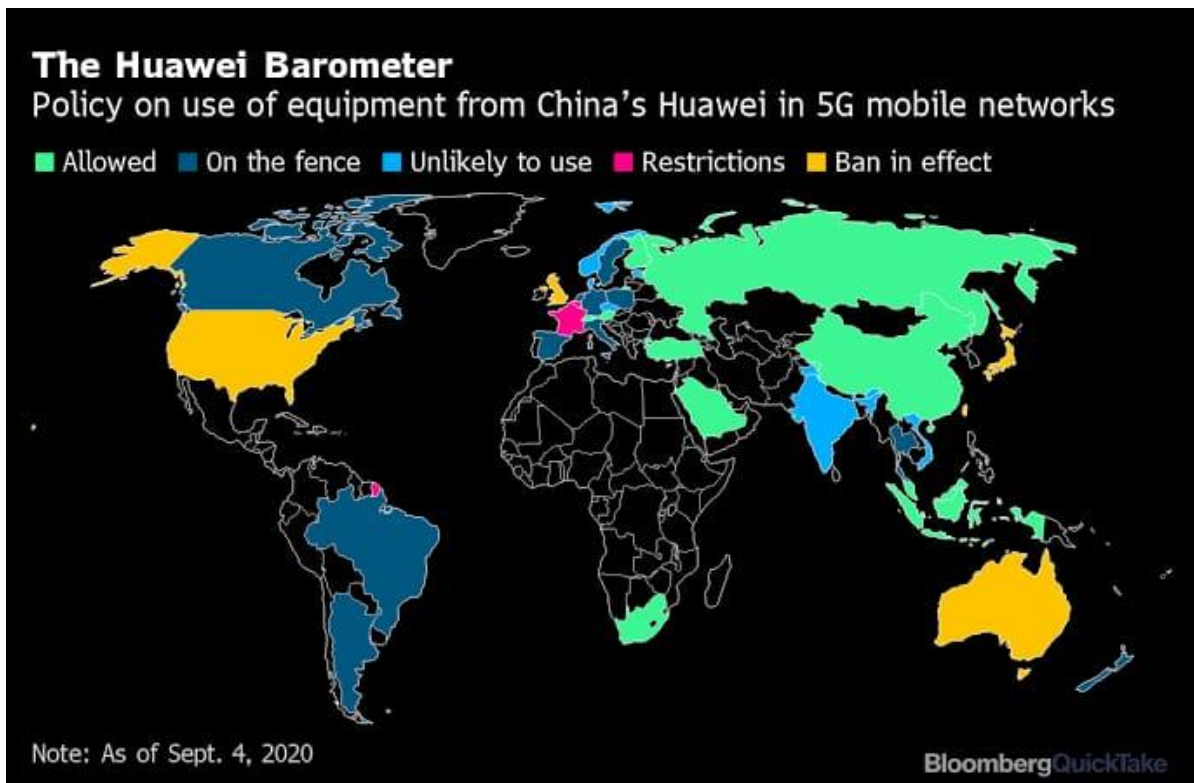 The Huawei Barometer
Policy on use of equipment from China's Huawei in 5G mobile networks
Allowed On the fence Unlikely to use Restrictions Ban in effect
Note: As of Sept. 4, 2020
BloombergQuickTake